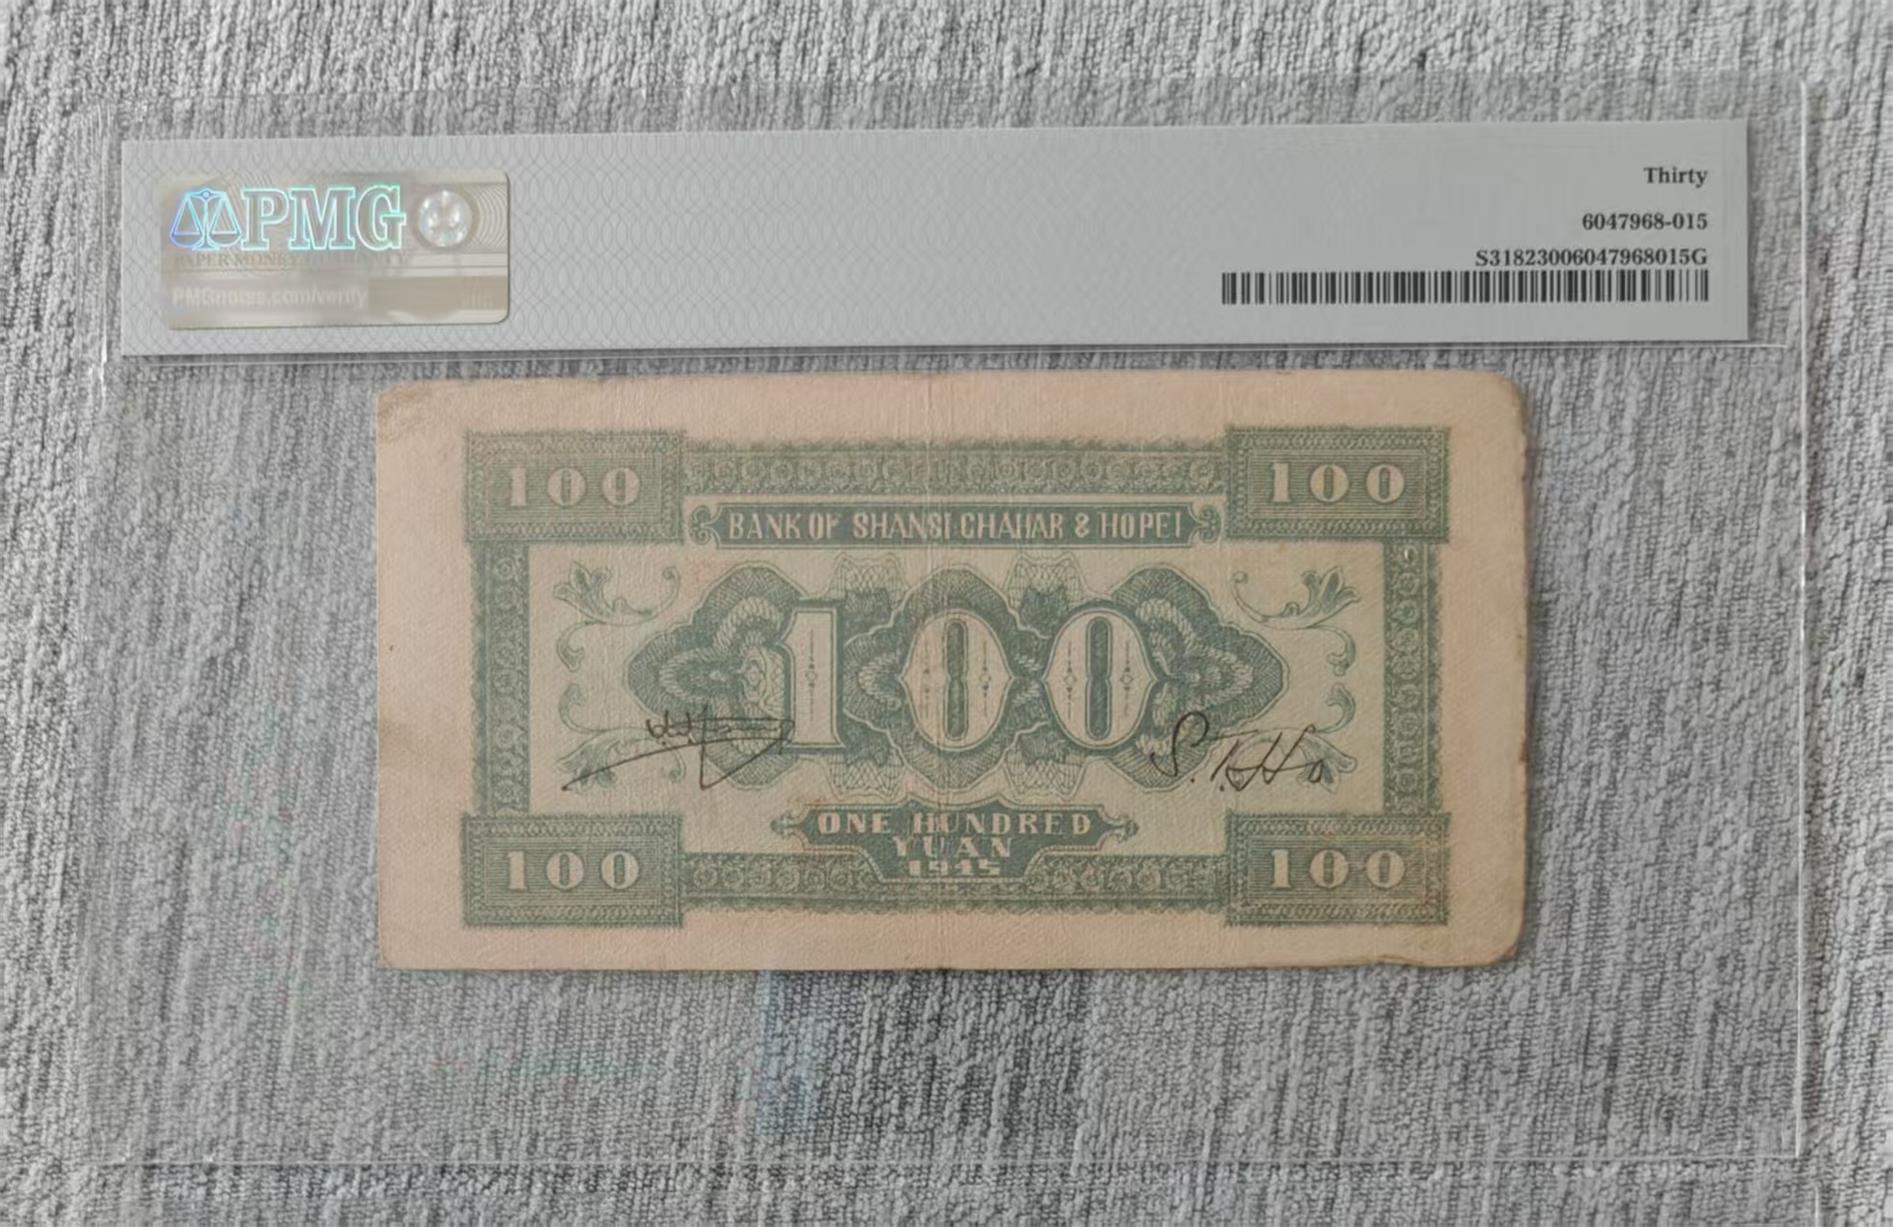 Thirty
PMG
6047968-015
PAPER MONEY GUARANTY
S31823006047968015G
PMGnotes.com/verify
100 100
BANK OF SHANSI CHAHAR & HOPEI
100
S. T. Ho
ONE HUNDRED
YUAN
1945
100 100